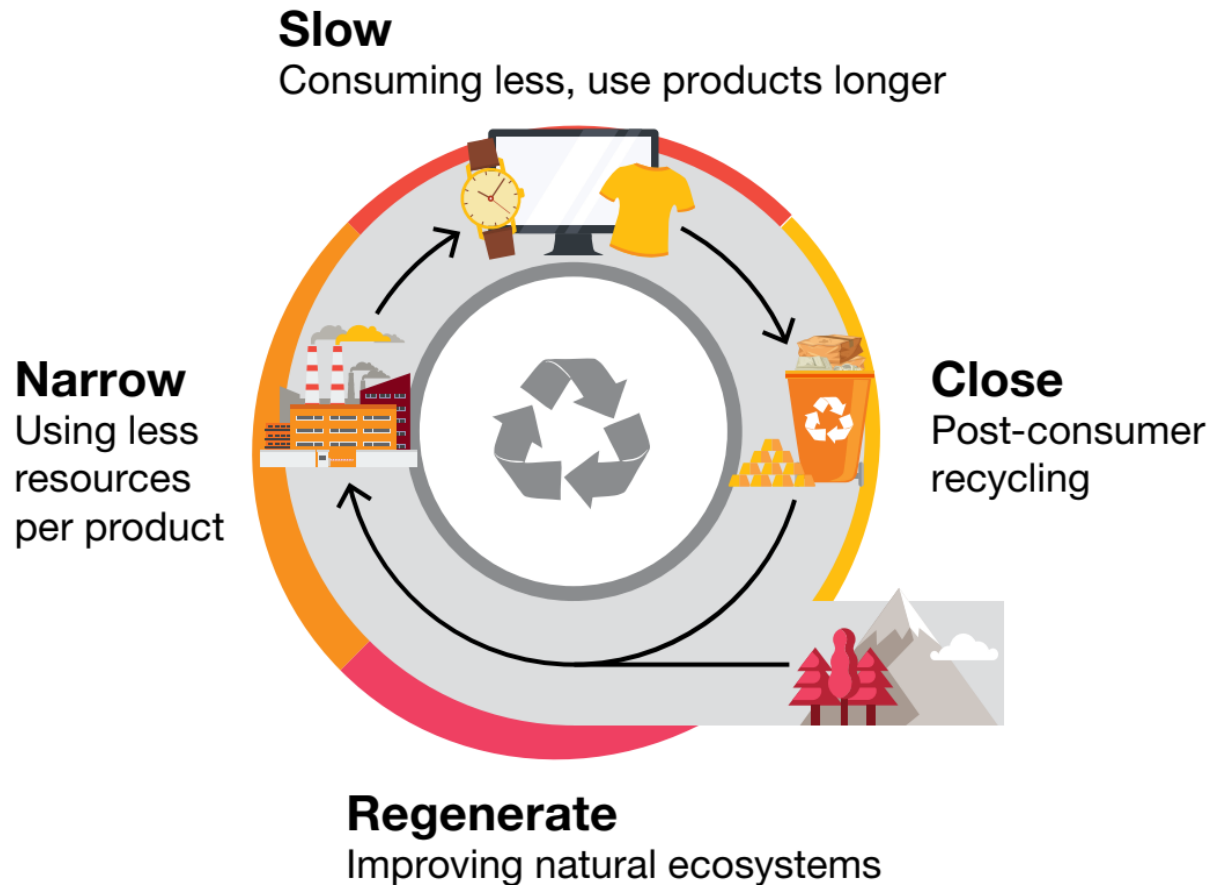 Slow
Consuming less, use products longer
Narrow
Using less
resources
per product
Close
Post-consumer
recycling
Regenerate
Improving natural ecosystems